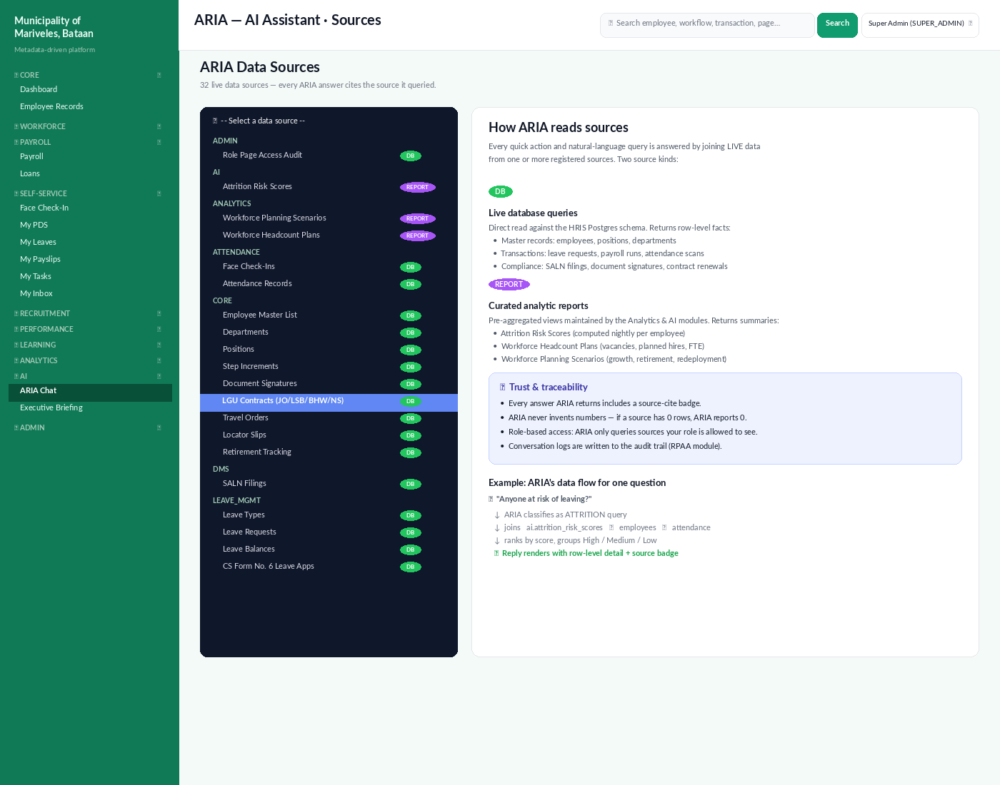 Municipality of
Mariveles, Bataan
Metadata-driven platform
CORE
Dashboard
Employee Records
WORKFORCE
PAYROLL
Payroll
Loans
SELF-SERVICE
Face Check-In
My PDS
My Leaves
My Payslips
My Tasks
My Inbox
RECRUITMENT
PERFORMANCE
LEARNING
ANALYTICS
AI
ARIA Chat
Executive Briefing
ADMIN
ARIA — AI Assistant · Sources
Search employee, workflow, transaction, page...
Search
Super Admin (SUPER_ADMIN)
ARIA Data Sources
32 live data sources — every ARIA answer cites the source it queried.
-- Select a data source --
ADMIN
Role Page Access Audit DB
AI
Attrition Risk Scores REPORT
ANALYTICS
Workforce Planning Scenarios REPORT
Workforce Headcount Plans REPORT
ATTENDANCE
Face Check-Ins DB
Attendance Records DB
CORE
Employee Master List DB
Departments DB
Positions DB
Step Increments DB
Document Signatures DB
LGU Contracts (JO/LSB/BHW/NS) DB
Travel Orders DB
Locator Slips DB
Retirement Tracking DB
DMS
SALN Filings DB
LEAVE_MGMT
Leave Types DB
Leave Requests DB
Leave Balances DB
CS Form No. 6 Leave Apps DB
How ARIA reads sources
Every quick action and natural-language query is answered by joining LIVE data
from one or more registered sources. Two source kinds:
DB
Live database queries
Direct read against the HRIS Postgres schema. Returns row-level facts:
• Master records: employees, positions, departments
• Transactions: leave requests, payroll runs, attendance scans
• Compliance: SALN filings, document signatures, contract renewals
REPORT
Curated analytic reports
Pre-aggregated views maintained by the Analytics & AI modules. Returns summaries:
• Attrition Risk Scores (computed nightly per employee)
• Workforce Headcount Plans (vacancies, planned hires, FTE)
• Workforce Planning Scenarios (growth, retirement, redeployment)
Trust & traceability
• Every answer ARIA returns includes a source-cite badge.
• ARIA never invents numbers — if a source has 0 rows, ARIA reports 0.
• Role-based access: ARIA only queries sources your role is allowed to see.
• Conversation logs are written to the audit trail (RPAA module).
Example: ARIA's data flow for one question
"Anyone at risk of leaving?"
↓ ARIA classifies as ATTRITION query
↓ joins ai.attrition_risk_scores employees attendance
↓ ranks by score, groups High / Medium / Low
Reply renders with row-level detail + source badge